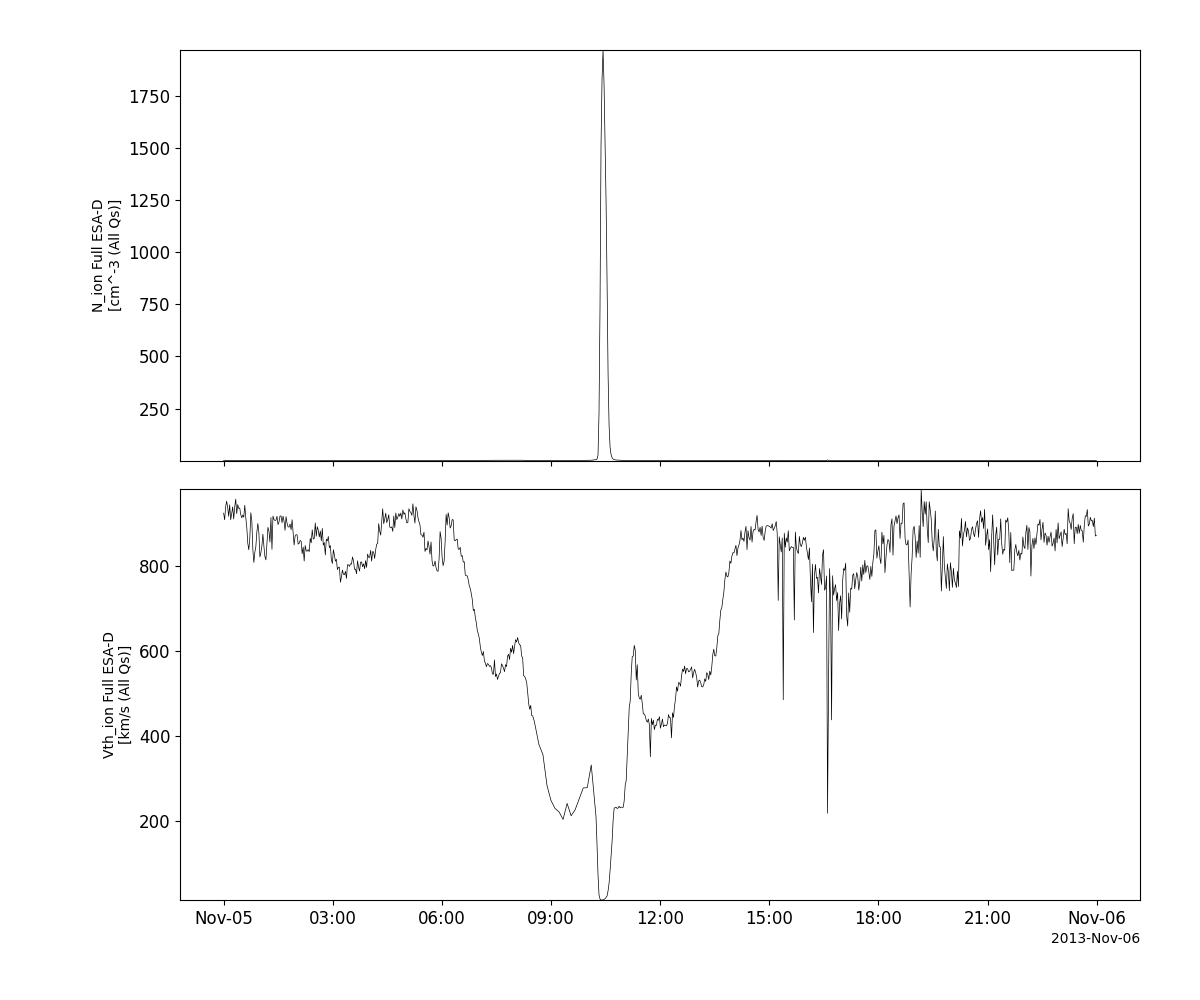 1750
1500
1250
1000
750
500
250
N_ion Full ESA-D
[cm^-3 (All Qs)]
800
600
400
200
Vth_ion Full ESA-D
[km/s (All Qs)]
Nov-05 03:00 06:00 09:00 12:00 15:00 18:00 21:00 Nov-06
2013-Nov-06